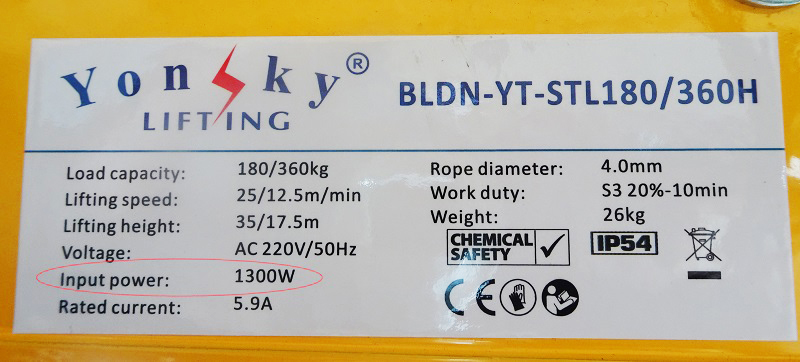 Yonsky®
LIFTING
BLDN-YT-STL180/360H
Load capacity: 180/360kg
Lifting speed: 25/12.5m/min
Lifting height: 35/17.5m
Voltage: AC 220V/50Hz
Input power: 1300W
Rated current: 5.9A
Rope diameter: 4.0mm
Work duty: S3 20%-10min
Weight: 26kg
CHEMICAL
SAFETY
IP54
CE